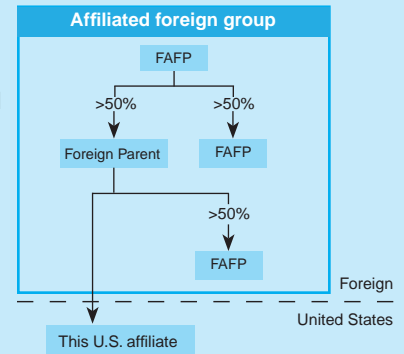 Affiliated foreign group
FAFP
>50% >50%
Foreign Parent FAFP
>50%
FAFP
Foreign
United States
This U.S. affiliate